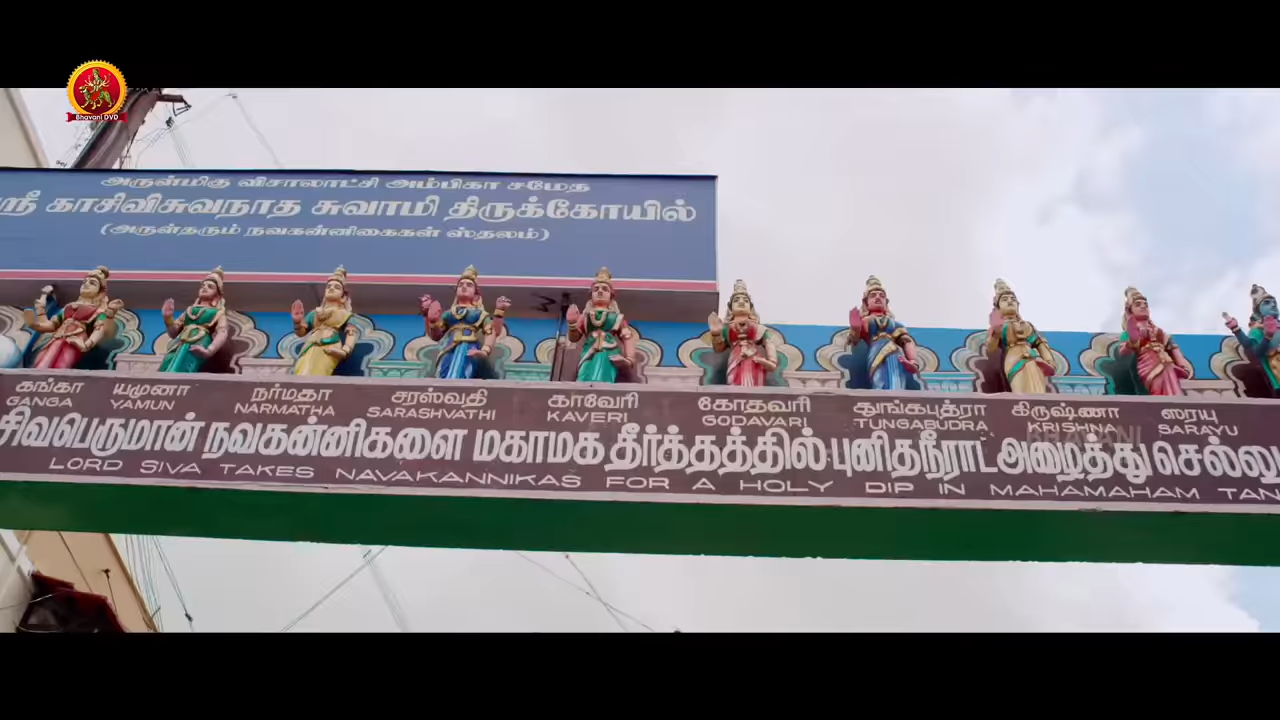 Bhavani DVD
அருள்மிகு விசாலாட்சி அம்பிகா சமேத
ஸ்ரீ காசிவிசுவநாத சுவாமி திருக்கோயில்
(அருள்தரும் நவகன்னிகைகள் ஸ்தலம்)
கங்கா யமுனா நர்மதா சரஸ்வதி காவேரி கோதவரி துங்கபுத்ரா கிருஷ்ணா ஸரயு
GANGA YAMUN NARMATHA SARASHVATHI KAVERI GODAVARI TUNGABUDRA KRISHNA SARAYU
சிவபெருமான் நவகன்னிகளை மகாமக தீர்த்தத்தில் புனிதநீராட அழைத்து செல்லு
LORD SIVA TAKES NAVAKANNIKAS FOR A HOLY DIP IN MAHAMAHAM TAN